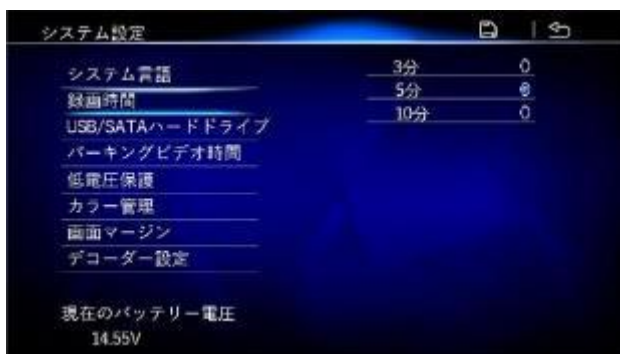 システム設定
システム言語
録画時間
USB/SATAハードドライブ
パーキングビデオ時間
低電圧保護
カラー管理
画面マージン
デコーダー設定
3分
5分
10分
現在のバッテリー電圧
14.55V